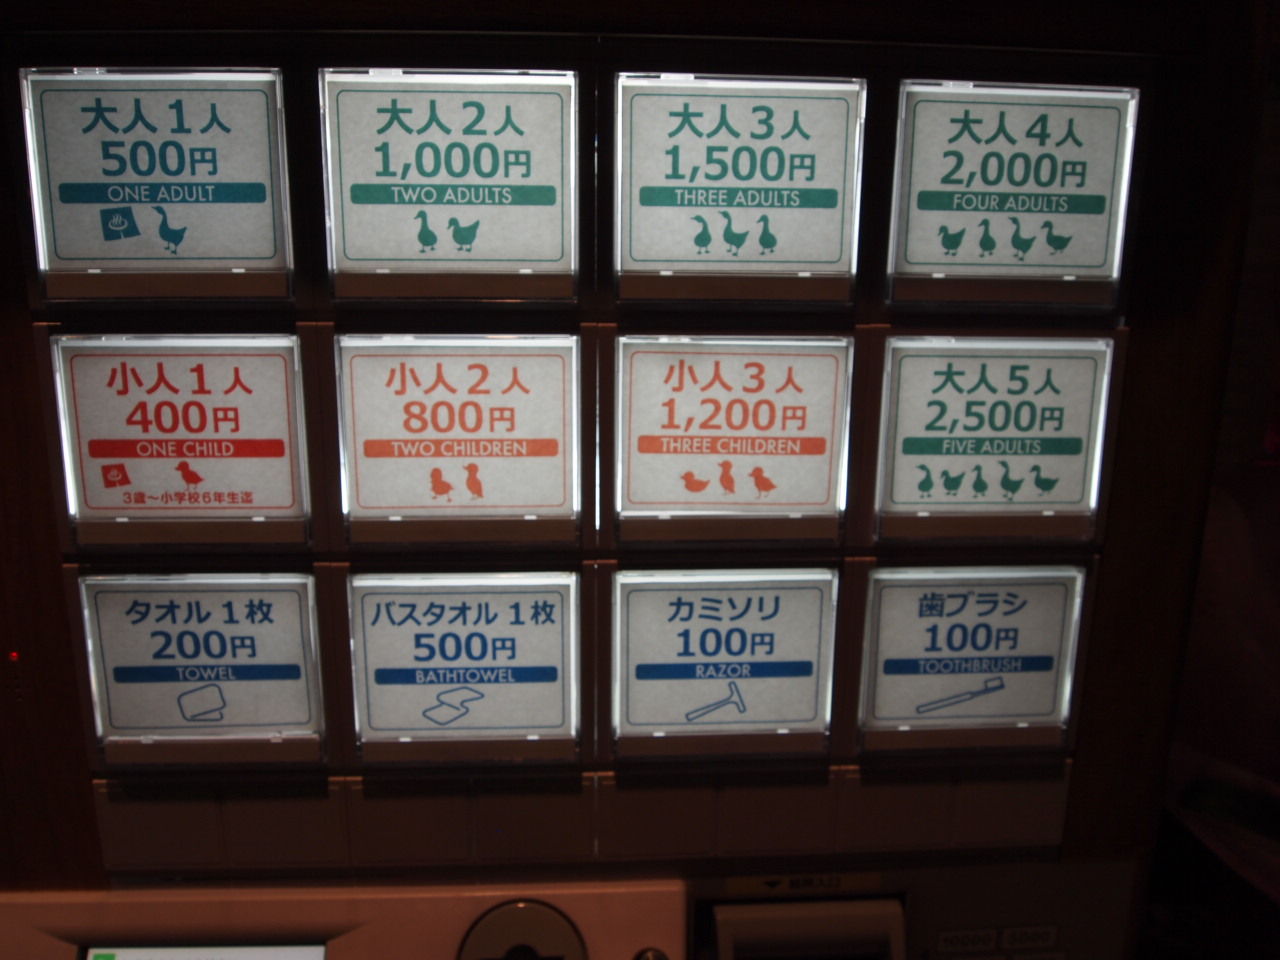 大人1人
500円
ONE ADULT
大人2人
1,000円
TWO ADULTS
大人3人
1,500円
THREE ADULTS
大人4人
2,000円
FOUR ADULTS
小人1人
400円
ONE CHILD
3歳～小学校6年生迄
小人2人
800円
TWO CHILDREN
小人3人
1,200円
THREE CHILDREN
大人5人
2,500円
FIVE ADULTS
タオル1枚
200円
TOWEL
バスタオル1枚
500円
BATHTOWEL
カミソリ
100円
RAZOR
歯ブラシ
100円
TOOTHBRUSH
10000 5000